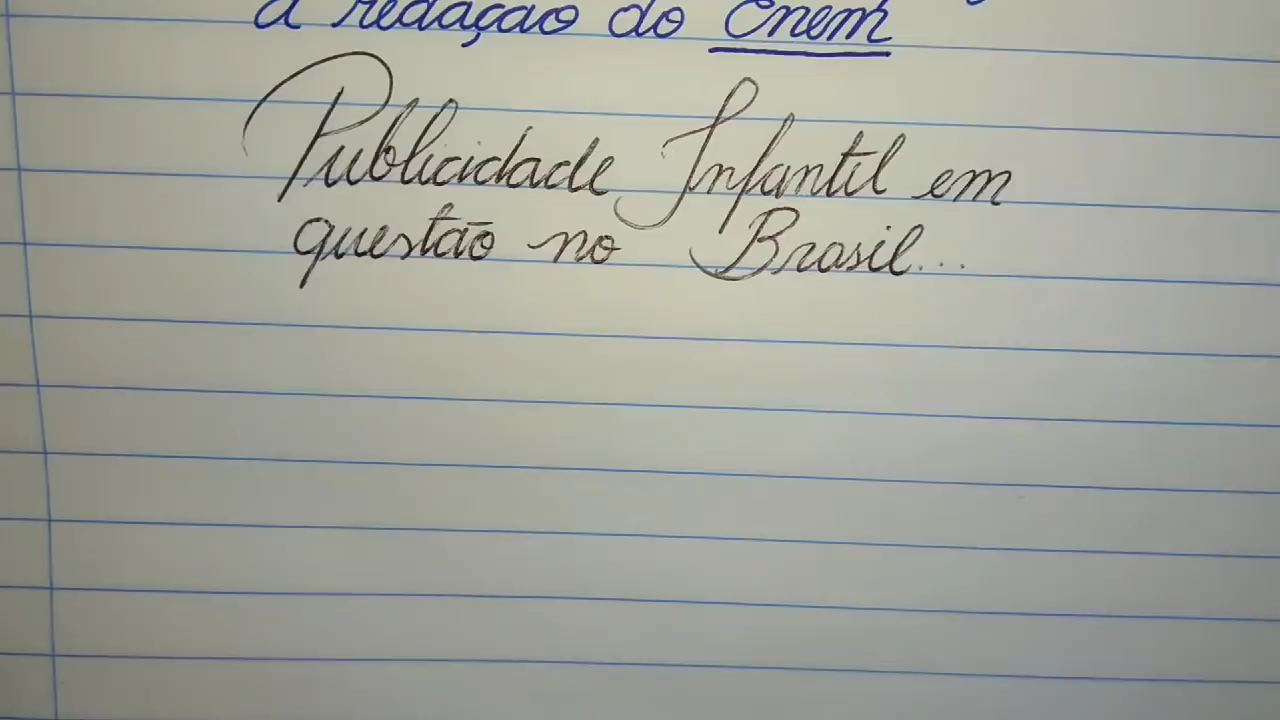 a redação do Enem
Publicidade Infantil em
questão no Brasil...